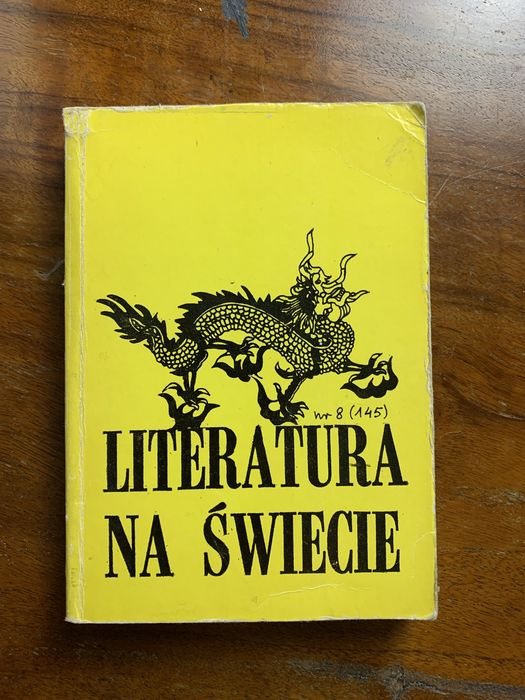 nr 8 (145)
LITERATURA
NA ŚWIECIE